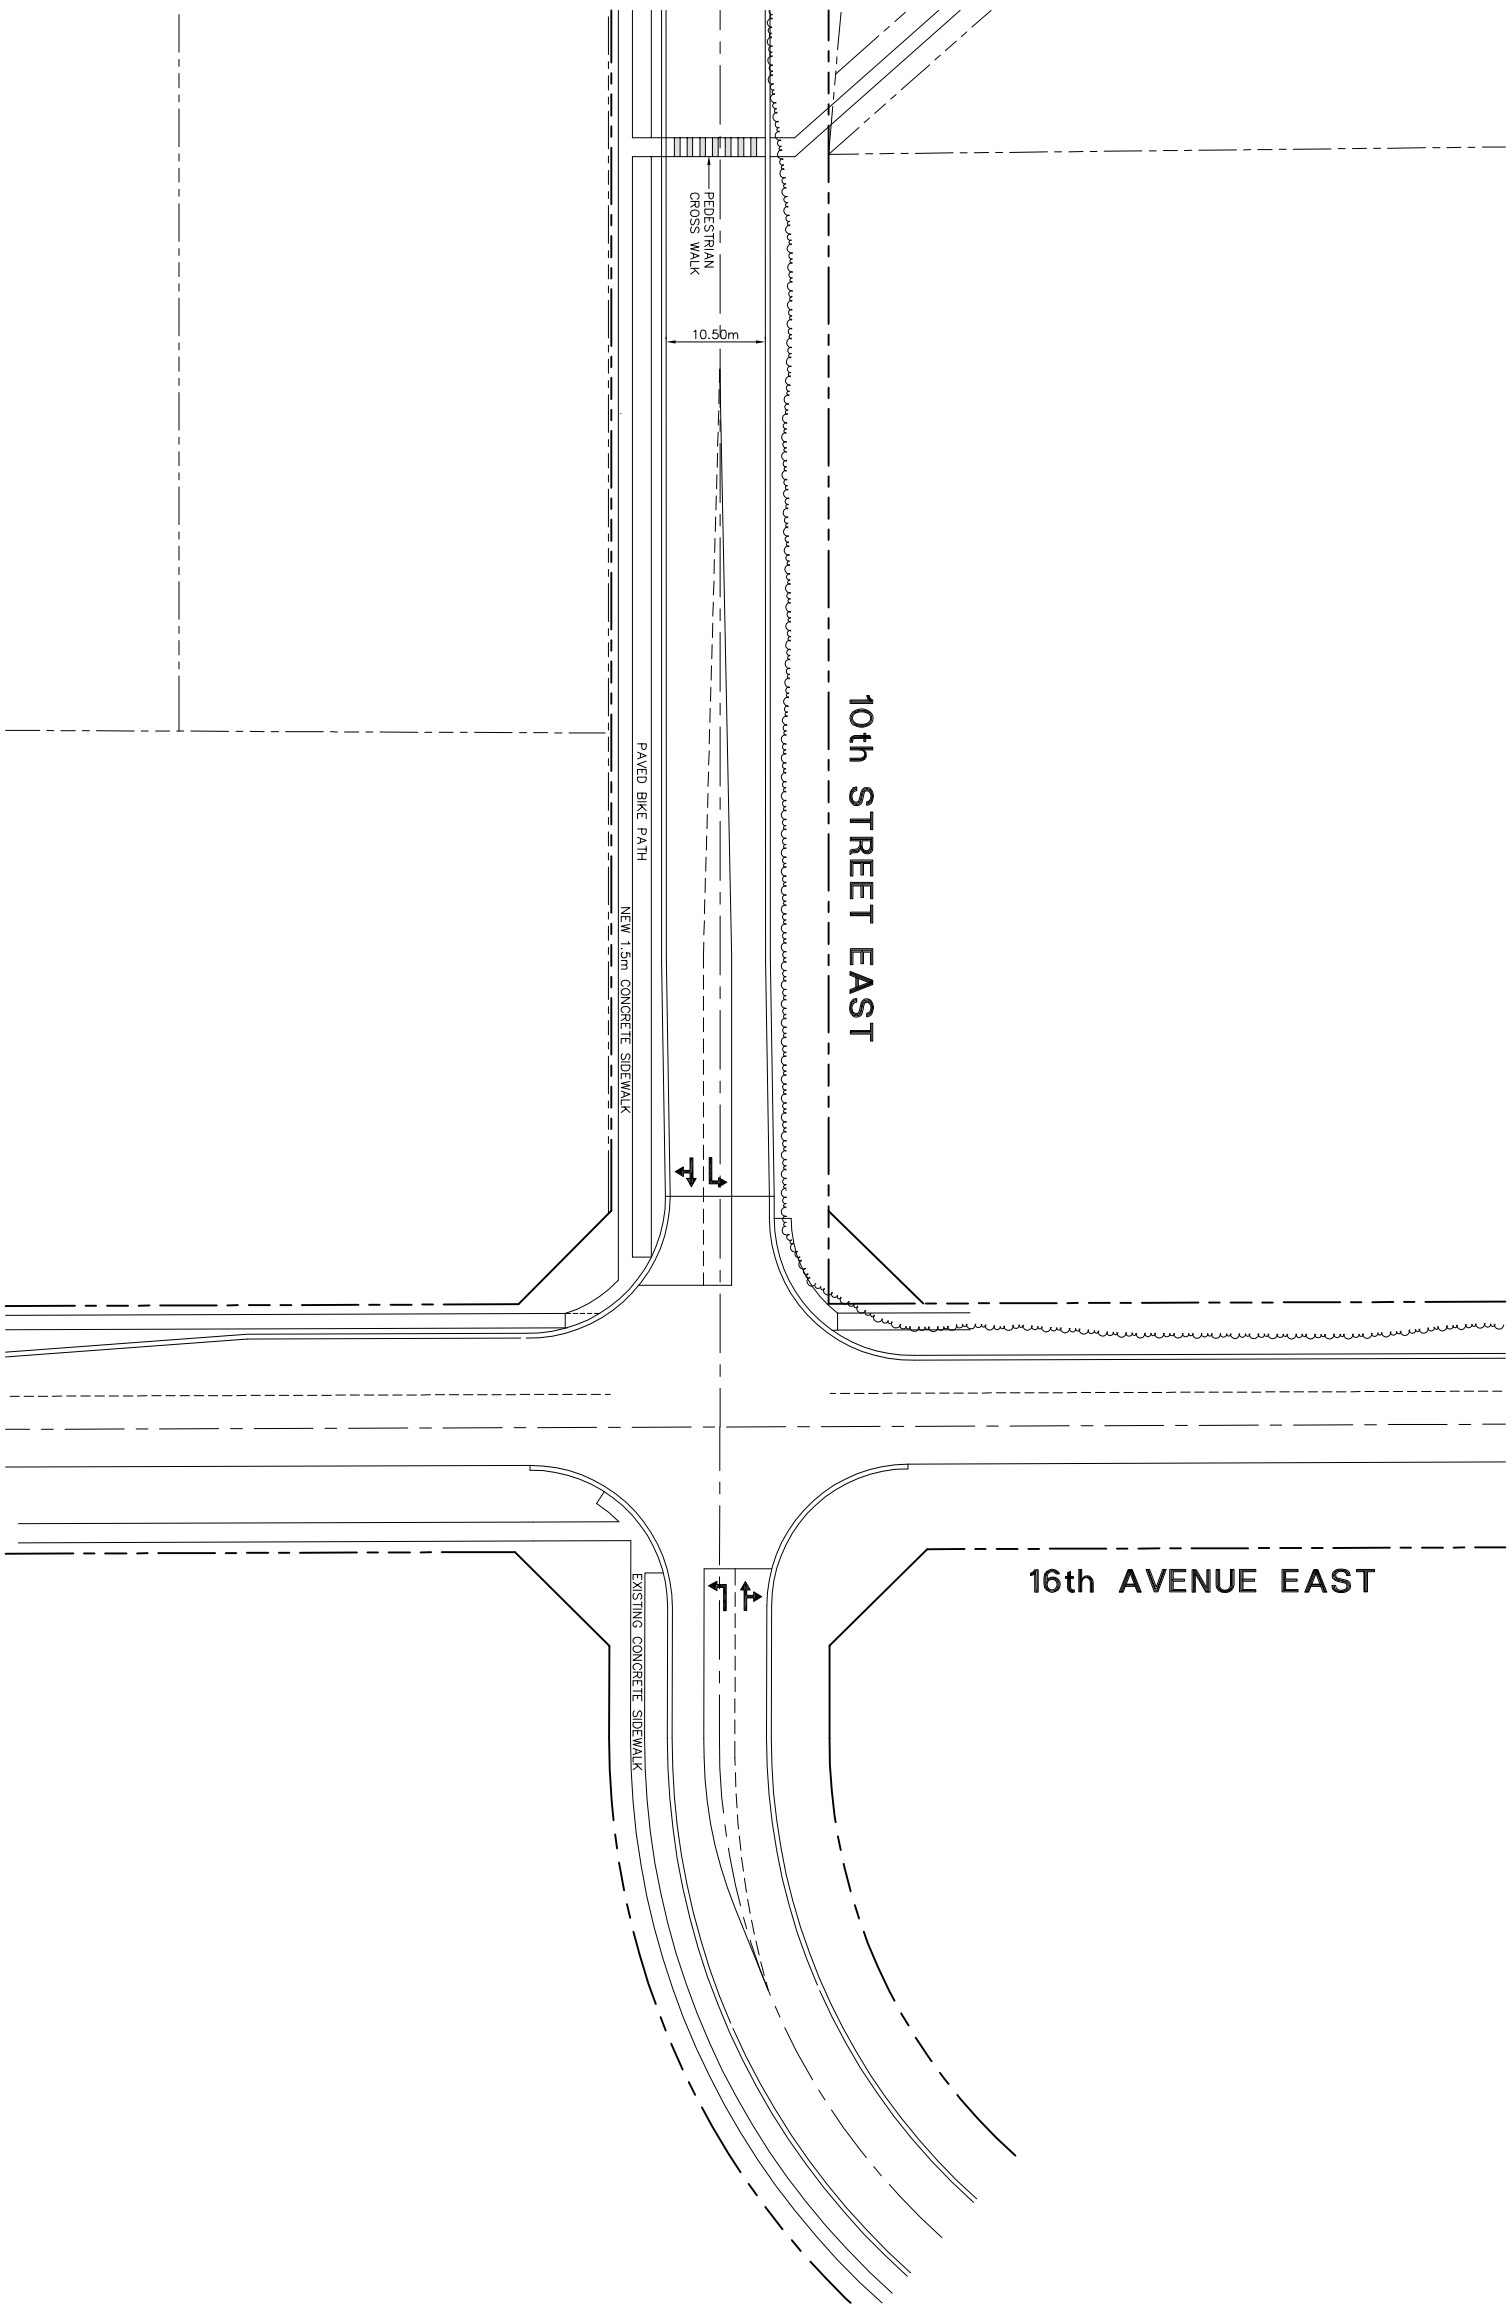 PEDESTRIAN
CROSS WALK
10.50m
10th STREET EAST
PAVED BIKE PATH
NEW 1.5m CONCRETE SIDEWALK
16th AVENUE EAST
EXISTING CONCRETE SIDEWALK